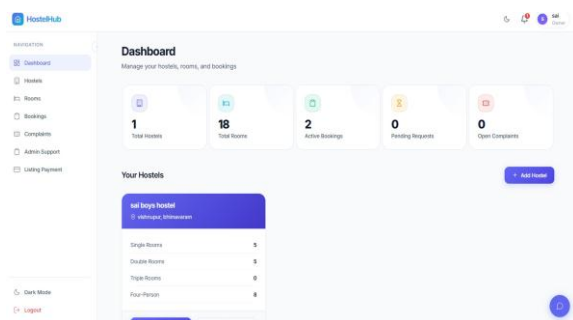 HostelHub
Sai
Owner
NAVIGATION
Dashboard
Hostels
Rooms
Bookings
Complaints
Admin Support
Listing Payment
Dark Mode
Logout
Dashboard
Manage your hostels, rooms, and bookings
1
Total Hostels
18
Total Rooms
2
Active Bookings
0
Pending Requests
0
Open Complaints
Your Hostels
+ Add Hostel
sai boys hostel
vishnupur, bhimavaram
Single Rooms 5
Double Rooms 5
Triple Rooms 0
Four-Person 8